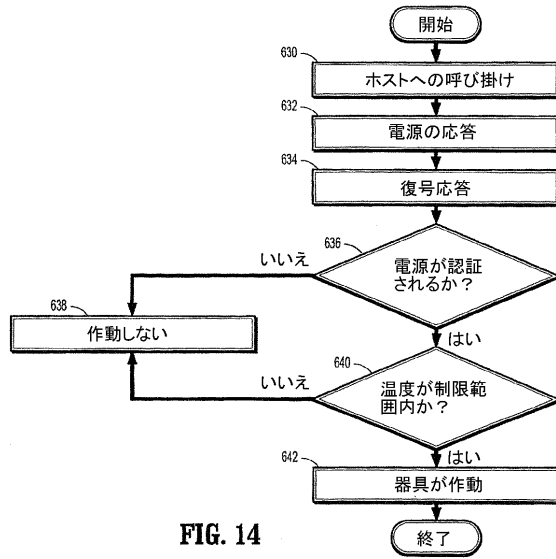 開始
630
ホストへの呼び掛け
632
電源の応答
634
復号応答
636
電源が認証
されるか？
いいえ
638
作動しない
はい
640
温度が制限範
囲内か？
いいえ
はい
642
器具が作動
終了
FIG. 14